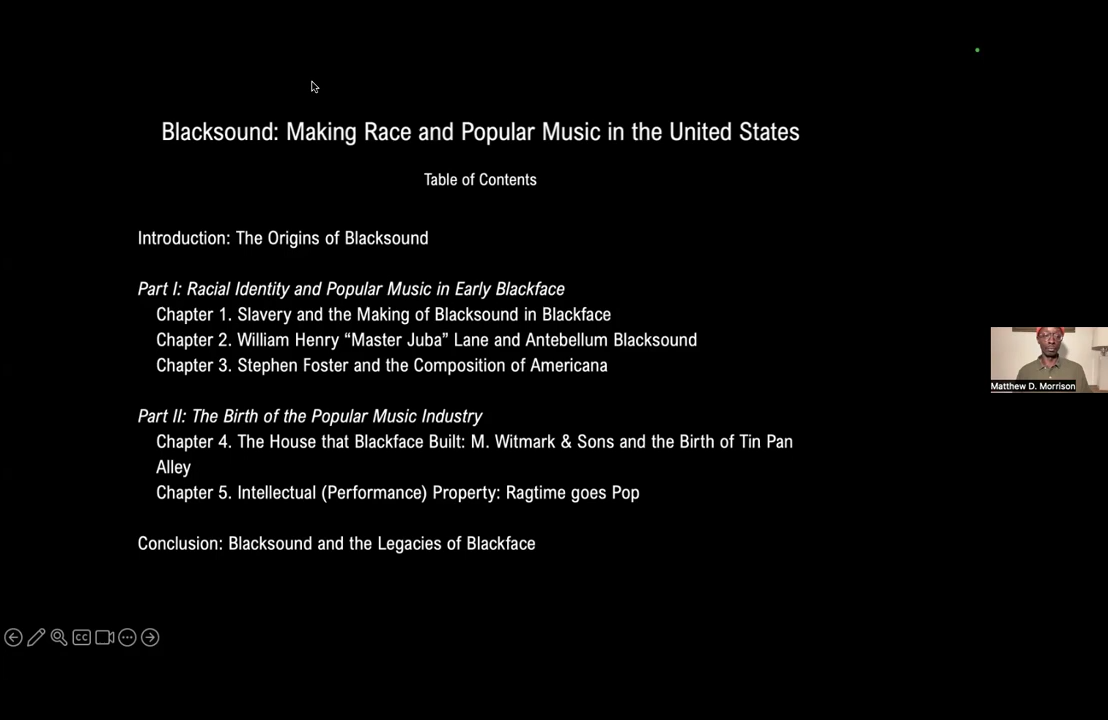 Blacksound: Making Race and Popular Music in the United States
Table of Contents
Introduction: The Origins of Blacksound
Part I: Racial Identity and Popular Music in Early Blackface
Chapter 1. Slavery and the Making of Blacksound in Blackface
Chapter 2. William Henry “Master Juba” Lane and Antebellum Blacksound
Chapter 3. Stephen Foster and the Composition of Americana
Part II: The Birth of the Popular Music Industry
Chapter 4. The House that Blackface Built: M. Witmark & Sons and the Birth of Tin Pan
Alley
Chapter 5. Intellectual (Performance) Property: Ragtime goes Pop
Conclusion: Blacksound and the Legacies of Blackface
Matthew D. Morrison
CC